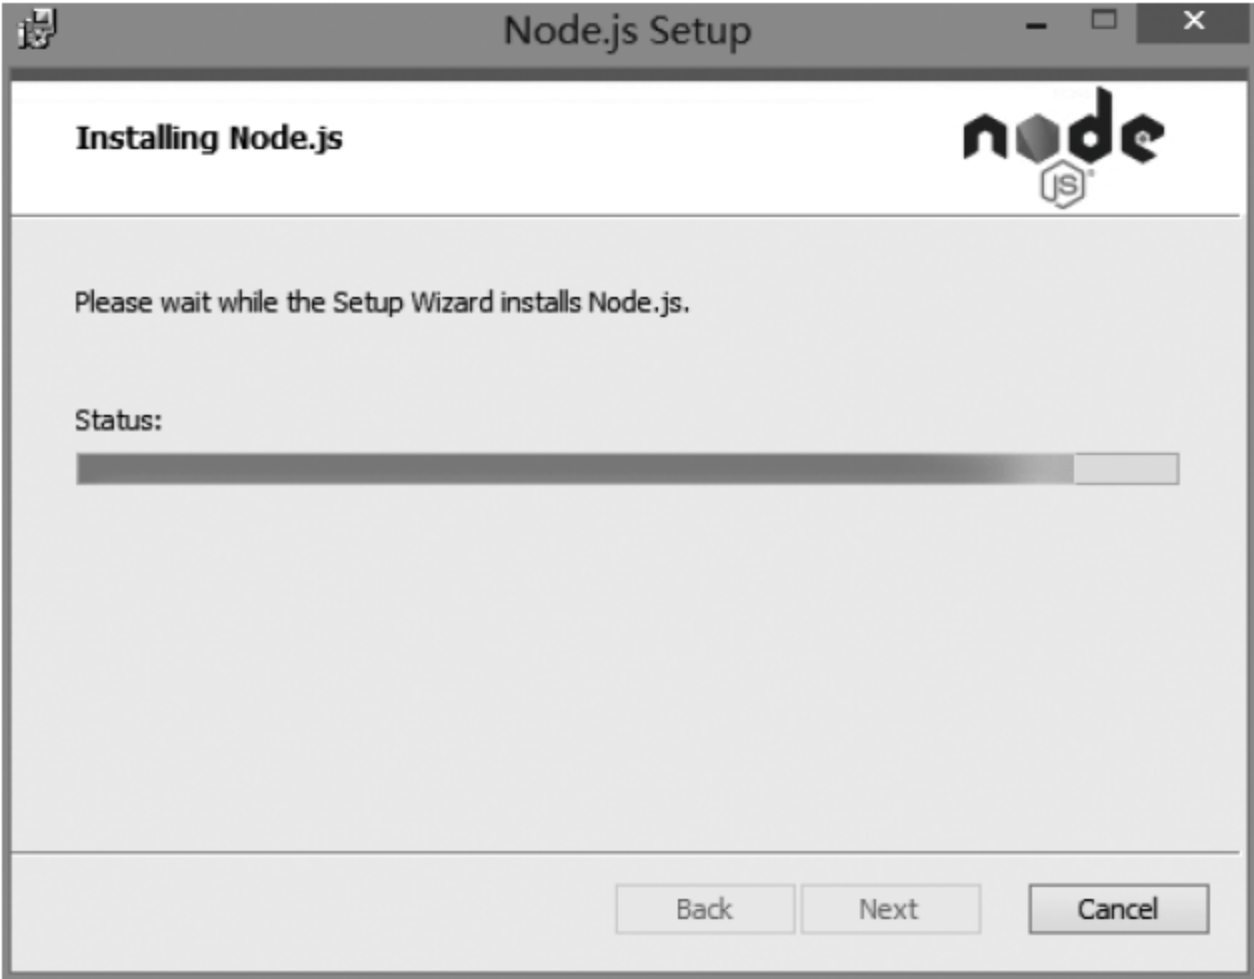 Node.js Setup
Installing Node.js
node
JS
Please wait while the Setup Wizard installs Node.js.
Status:
Back
Next
Cancel